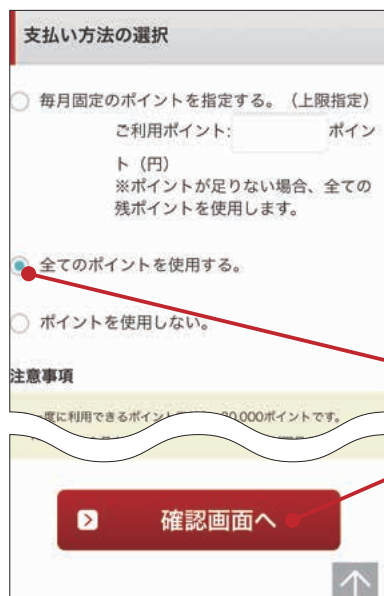 支払い方法の選択
毎月固定のポイントを指定する。（上限指定）
ご利用ポイント: ポイン
ト（円）
※ポイントが足りない場合、全ての
残ポイントを使用します。
全てのポイントを使用する。
ポイントを使用しない。
注意事項
度に利用できるポイント 30,000ポイントです。
確認画面へ